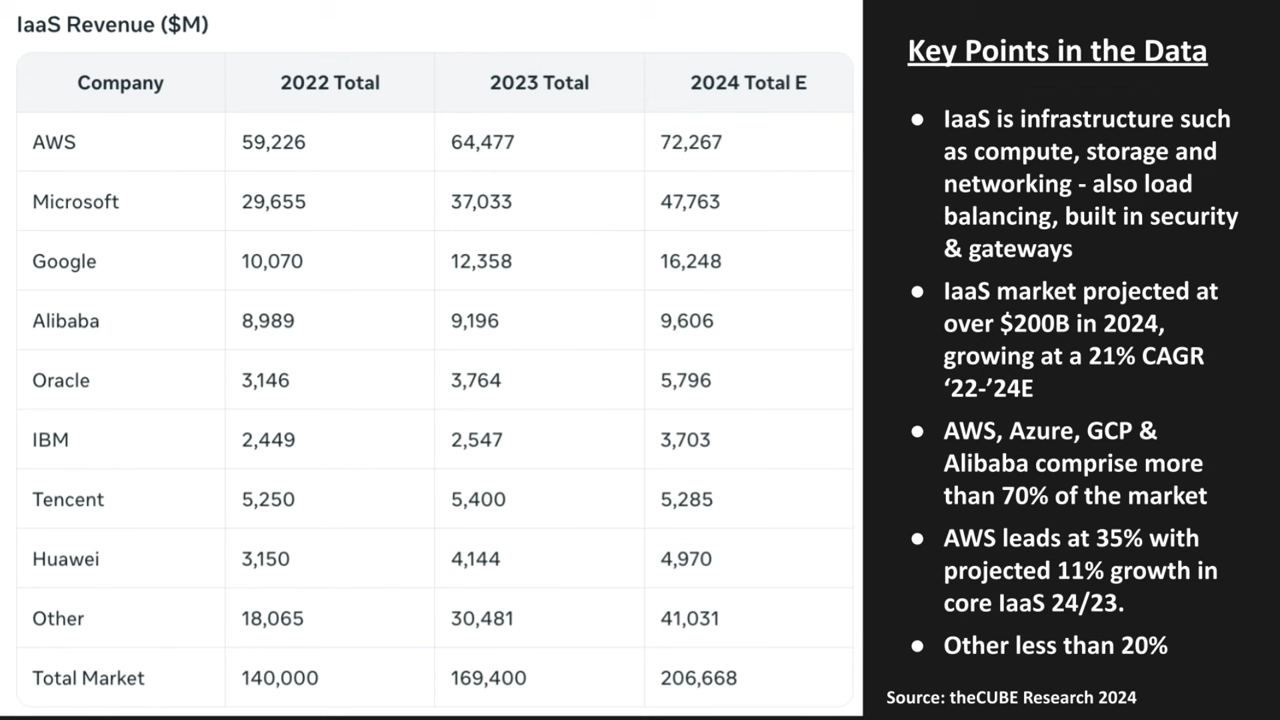 IaaS Revenue ($M)
Company 2022 Total 2023 Total 2024 Total E
AWS 59,226 64,477 72,267
Microsoft 29,655 37,033 47,763
Google 10,070 12,358 16,248
Alibaba 8,989 9,196 9,606
Oracle 3,146 3,764 5,796
IBM 2,449 2,547 3,703
Tencent 5,250 5,400 5,285
Huawei 3,150 4,144 4,970
Other 18,065 30,481 41,031
Total Market 140,000 169,400 206,668
Key Points in the Data
● IaaS is infrastructure such
as compute, storage and
networking - also load
balancing, built in security
& gateways
● IaaS market projected at
over $200B in 2024,
growing at a 21% CAGR
‘22-’24E
● AWS, Azure, GCP &
Alibaba comprise more
than 70% of the market
● AWS leads at 35% with
projected 11% growth in
core IaaS 24/23.
● Other less than 20%
Source: theCUBE Research 2024